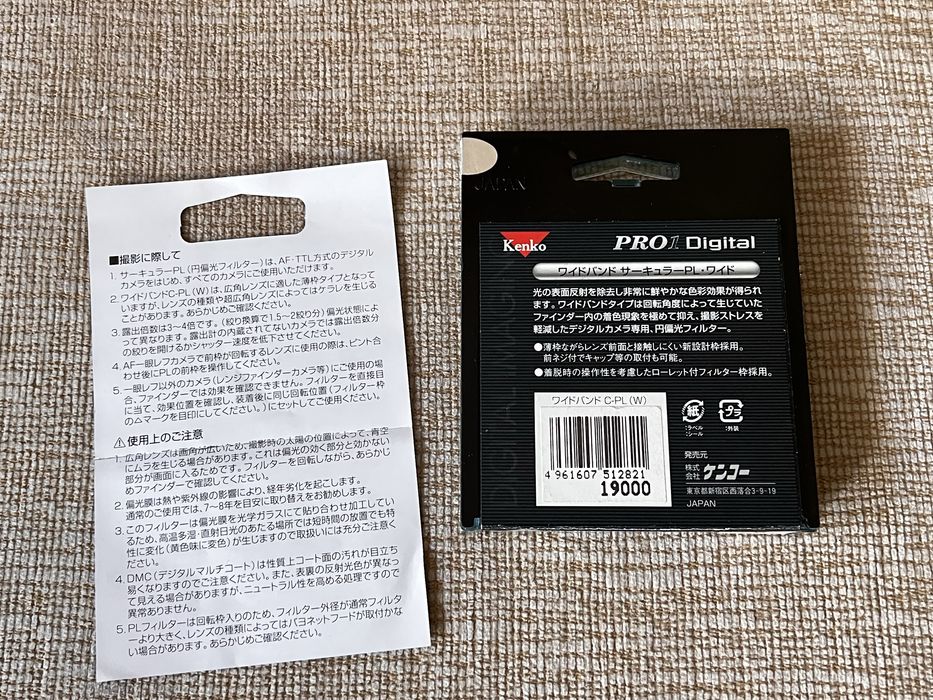 ■撮影に際して
1. サーキュラーPL(円偏光フィルター)は、AF・TTL方式のデジタル
カメラをはじめ、すべてのカメラにご使用いただけます。
2. ワイドバンドC-PL(W)は、広角レンズに適した薄枠タイプとなって
いますが、レンズの種類や超広角レンズによってはケラレを生じる
ことがあります。あらかじめご確認ください。
3. 露出倍数は3〜4倍です。(絞り換算で1.5〜2絞り分)偏光状態によ
って異なります。露出計の内蔵されてないカメラでは露出倍数分
の絞りを開けるかシャッター速度を低下させてください。
4. AF一眼レフカメラで前枠が回転するレンズに使用の際は、ピント合
わせ後にPLの前枠を操作してください。
5. 一眼レフ以外のカメラ(レンジファインダーカメラ等)にご使用の場
合、ファインダーでは効果を確認できません。フィルターを直接目
に当て、効果位置を確認し、装着後に同じ回転位置(フィルター枠
の△マークを目印にしてください。)にセットしてご使用ください。
⚠使用上のご注意
1. 広角レンズは画角が広いため、撮影時の太陽の位置によって、青空
にムラを生じる場合があります。これは偏光の効く部分と効かない
部分が画面に入るためです。フィルターを回転しながら、あらかじ
めファインダーで確認してください。
2. 偏光膜は熱や紫外線の影響により、経年劣化を起こします。
通常のご使用では、7〜8年を目安に取り替えをお勧めします。
3. このフィルターは偏光膜を光学ガラスにて貼り合わせ加工してい
るため、高温多湿・直射日光のあたる場所では短時間の放置でも特
性に変化(黄色味に変色)が生じますので取扱いには充分ご注意く
ださい。
4. DMC(デジタルマルチコート)は性質上コート面の汚れが目立ち
易くなりますのでご注意ください。また、表裏の反射光色が異なっ
て見える場合がありますが、ニュートラル性を高める処理ですので
異常ありません。
5. PLフィルターは回転枠入りのため、フィルター外径が通常フィルタ
ーより大きく、レンズの種類によってはバヨネットフードが取付かな
い場合があります。あらかじめご確認ください。
JAPAN
Kenko
PRO1 Digital
ワイドバンド サーキュラーPL・ワイド
光の表面反射を除去し非常に鮮やかな色彩効果が得られ
ます。ワイドバンドタイプは回転角度によって生じていた
ファインダー内の着色現象を極めて抑え、撮影ストレスを
軽減したデジタルカメラ専用、円偏光フィルター。
●薄枠ながらレンズ前面と接触しにくい新設計枠採用。
前ネジ付でキャップ等の取付も可能。
●着脱時の操作性を考慮したローレット付フィルター枠採用。
ワイドバンド C-PL(W)
4 961607 512821
19000
紙
:ラベル
:シール
プラ
:外装
発売元
株式会社 ケンコー
東京都新宿区西落合3-9-19
JAPAN